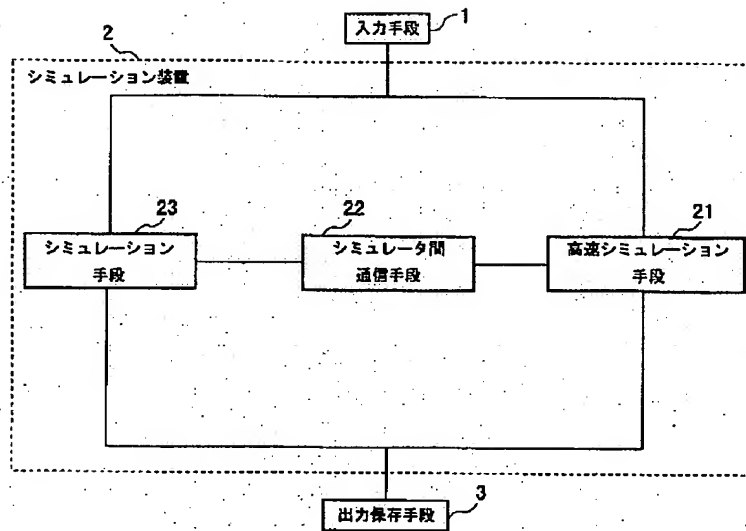 1
入力手段
2
シミュレーション装置
23
シミュレーション
手段
22
シミュレータ間
通信手段
21
高速シミュレーション
手段
出力保存手段
3